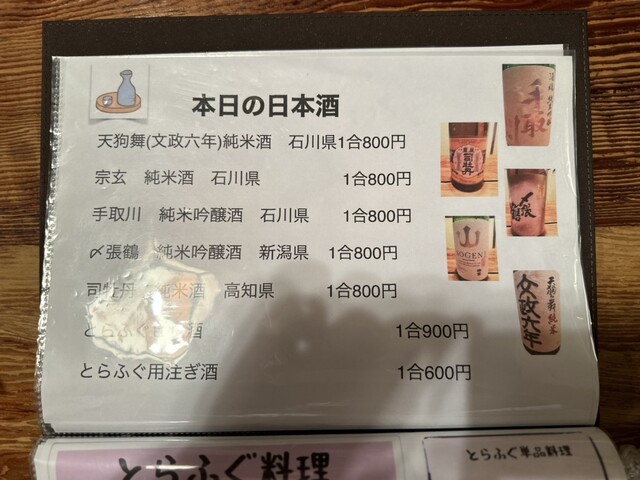 本日の日本酒
天狗舞(文政六年)純米酒 石川県1合800円
宗玄 純米酒 石川県 1合800円
手取川 純米吟醸酒 石川県 1合800円
〆張鶴 純米吟醸酒 新潟県 1合800円
司牡丹 純米酒 高知県 1合800円
とらふぐ 酒 1合900円
とらふぐ用注ぎ酒 1合600円
手取川
司牡丹
〆張鶴
SOGEN
天狗舞 純米
文政六年
とらふぐ料理
とらふぐ単品料理